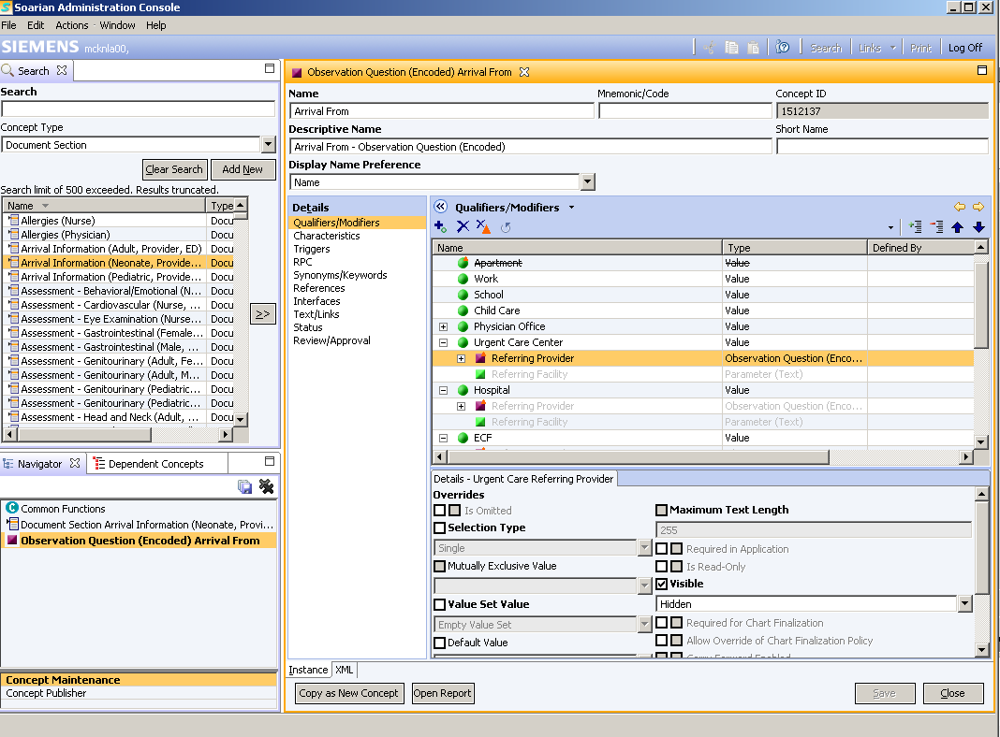 Soarian Administration Console
File Edit Actions Window Help
SIEMENS mcknla00,
Search Links Print Log Off
Search
Search
Concept Type
Document Section
Clear Search Add New
Search limit of 500 exceeded. Results truncated.
Name Type
Allergies (Nurse) Docu
Allergies (Physician) Docu
Arrival Information (Adult, Provider, ED) Docu
Arrival Information (Neonate, Provide... Docu
Arrival Information (Pediatric, Provide... Docu
Assessment - Behavioral/Emotional (N... Docu
Assessment - Cardiovascular (Nurse, ... Docu
Assessment - Eye Examination (Nurse... Docu
Assessment - Gastrointestinal (Female... Docu
Assessment - Gastrointestinal (Male, ... Docu
Assessment - Genitourinary (Adult, Fe... Docu
Assessment - Genitourinary (Adult, M... Docu
Assessment - Genitourinary (Pediatric... Docu
Assessment - Genitourinary (Pediatric... Docu
Assessment - Head and Neck (Adult, ... Docu
>>
Navigator Dependent Concepts
Common Functions
Document Section Arrival Information (Neonate, Provi...
Observation Question (Encoded) Arrival From
Concept Maintenance
Concept Publisher
Observation Question (Encoded) Arrival From
Name Mnemonic/Code Concept ID
Arrival From 1512137
Descriptive Name Short Name
Arrival From - Observation Question (Encoded)
Display Name Preference
Name
Details
Qualifiers/Modifiers
Characteristics
Triggers
RPC
Synonyms/Keywords
References
Interfaces
Text/Links
Status
Review/Approval
Qualifiers/Modifiers
Name Type Defined By
Apartment Value
Work Value
School Value
Child Care Value
Physician Office Value
Urgent Care Center Value
Referring Provider Observation Question (Enco...
Referring Facility Parameter (Text)
Hospital Value
Referring Provider Observation Question (Enco...
Referring Facility Parameter (Text)
ECF Value
Details - Urgent Care Referring Provider
Overrides
Is Omitted Maximum Text Length
Selection Type 255
Single Required in Application
Mutually Exclusive Value Is Read-Only
Visible
Value Set Value Hidden
Empty Value Set Required for Chart Finalization
Default Value Allow Override of Chart Finalization Policy
Carry Forward Enabled
Instance XML
Copy as New Concept Open Report Save Close